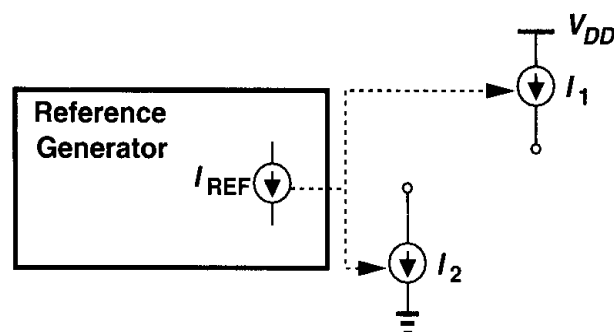 V_DD
Reference
Generator
I_1
I_REF
I_2